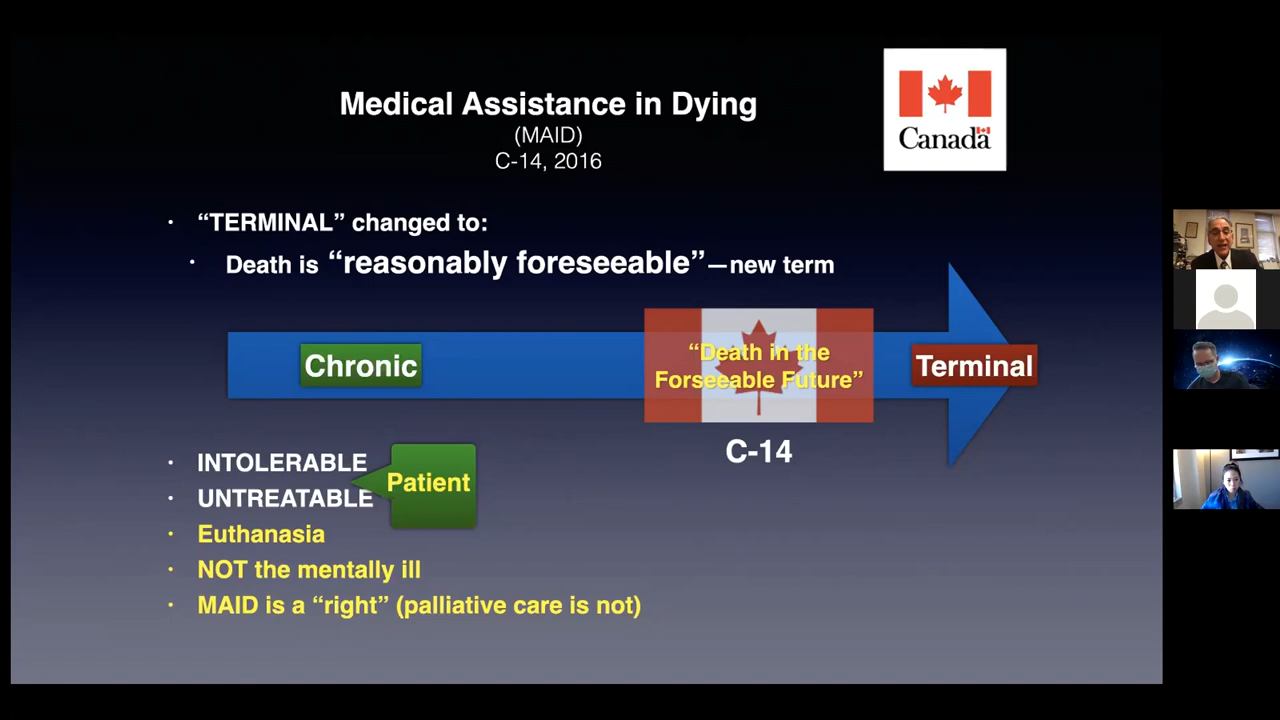 Medical Assistance in Dying
(MAID)
C-14, 2016
Canada
· “TERMINAL” changed to:
· Death is “reasonably foreseeable”—new term
Chronic
“Death in the
Forseeable Future”
Terminal
C-14
· INTOLERABLE
· UNTREATABLE
Patient
· Euthanasia
· NOT the mentally ill
· MAID is a “right” (palliative care is not)